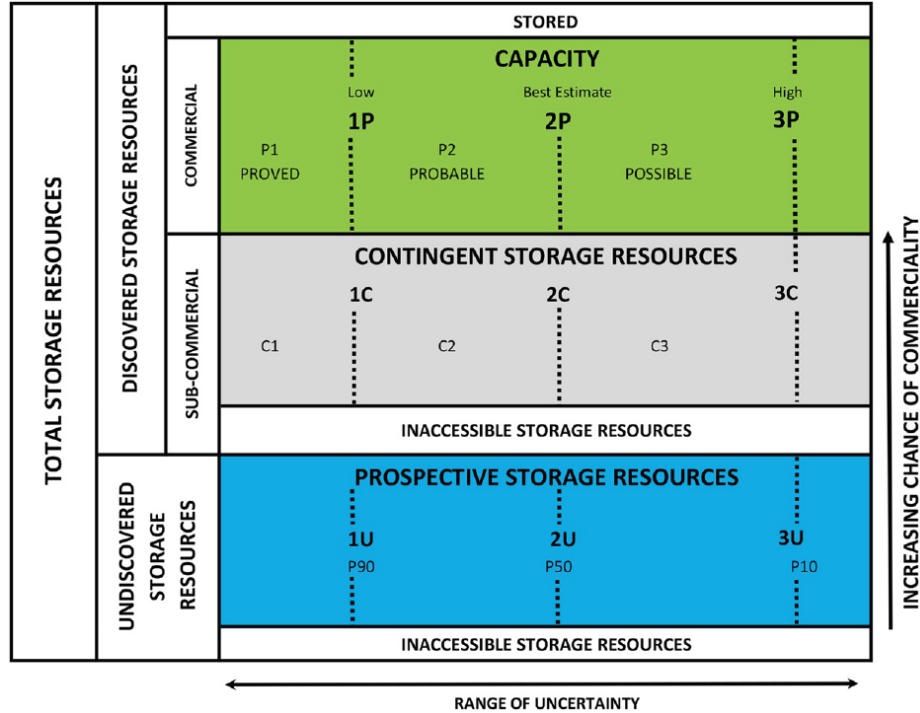 TOTAL STORAGE RESOURCES
DISCOVERED STORAGE RESOURCES
STORED
COMMERCIAL
CAPACITY
Low
Best Estimate
High
1P
2P
3P
P1
PROVED
P2
PROBABLE
P3
POSSIBLE
SUB-COMMERCIAL
CONTINGENT STORAGE RESOURCES
1C
2C
3C
C1
C2
C3
INACCESSIBLE STORAGE RESOURCES
UNDISCOVERED
STORAGE
RESOURCES
PROSPECTIVE STORAGE RESOURCES
1U
2U
3U
P90
P50
P10
INACCESSIBLE STORAGE RESOURCES
INCREASING CHANCE OF COMMERCIALITY
RANGE OF UNCERTAINTY